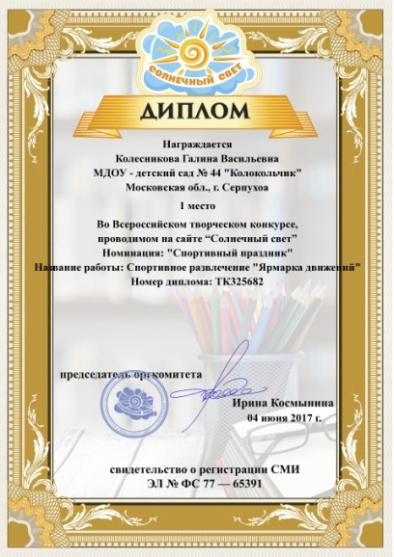 СОЛНЕЧНЫЙ СВЕТ
ДИПЛОМ
Награждается
Колесникова Галина Васильевна
МДОУ - детский сад № 44 "Колокольчик"
Московская обл., г. Серпухоа
1 место
Во Всероссийском творческом конкурсе,
проводимом на сайте “Солнечный свет”
Номинация: "Спортивный праздник"
Название работы: Спортивное развлечение "Ярмарка движений"
Номер диплома: ТК325682
председатель оргкомитета
Ирина Космынина
04 июня 2017 г.
свидетельство о регистрации СМИ
ЭЛ № ФС 77 — 65391